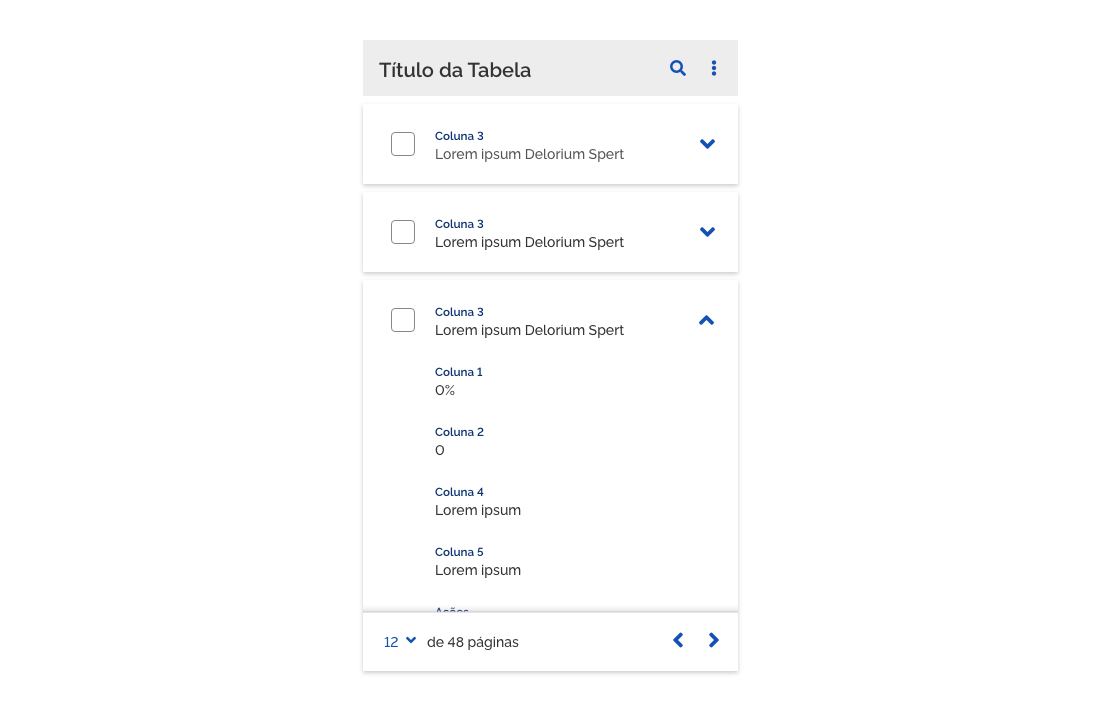 Título da Tabela
Coluna 3
Lorem ipsum Delorium Spert
Coluna 3
Lorem ipsum Delorium Spert
Coluna 3
Lorem ipsum Delorium Spert
Coluna 1
0%
Coluna 2
0
Coluna 4
Lorem ipsum
Coluna 5
Lorem ipsum
Ações
12 de 48 páginas